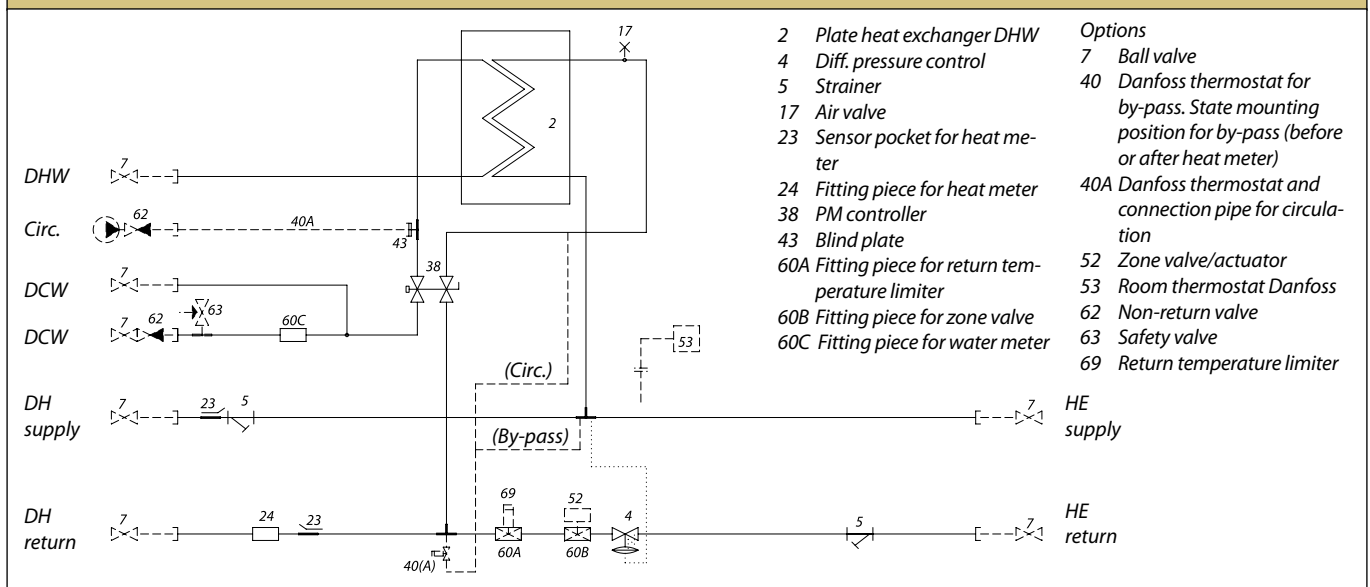 17
2
7
DHW
62
40A
Circ.
43
38
7
DCW
63
7
62
60C
DCW
53
(Circ.)
DH
supply
7
23
5
7
HE
supply
(By-pass)
69
52
DH
return
7
24
23
60A
60B
4
5
7
HE
return
40(A)
2 Plate heat exchanger DHW
4 Diff. pressure control
5 Strainer
17 Air valve
23 Sensor pocket for heat me-
ter
24 Fitting piece for heat meter
38 PM controller
43 Blind plate
60A Fitting piece for return tem-
perature limiter
60B Fitting piece for zone valve
60C Fitting piece for water meter
Options
7 Ball valve
40 Danfoss thermostat for
by-pass. State mounting
position for by-pass (before
or after heat meter)
40A Danfoss thermostat and
connection pipe for circula-
tion
52 Zone valve/actuator
53 Room thermostat Danfoss
62 Non-return valve
63 Safety valve
69 Return temperature limiter